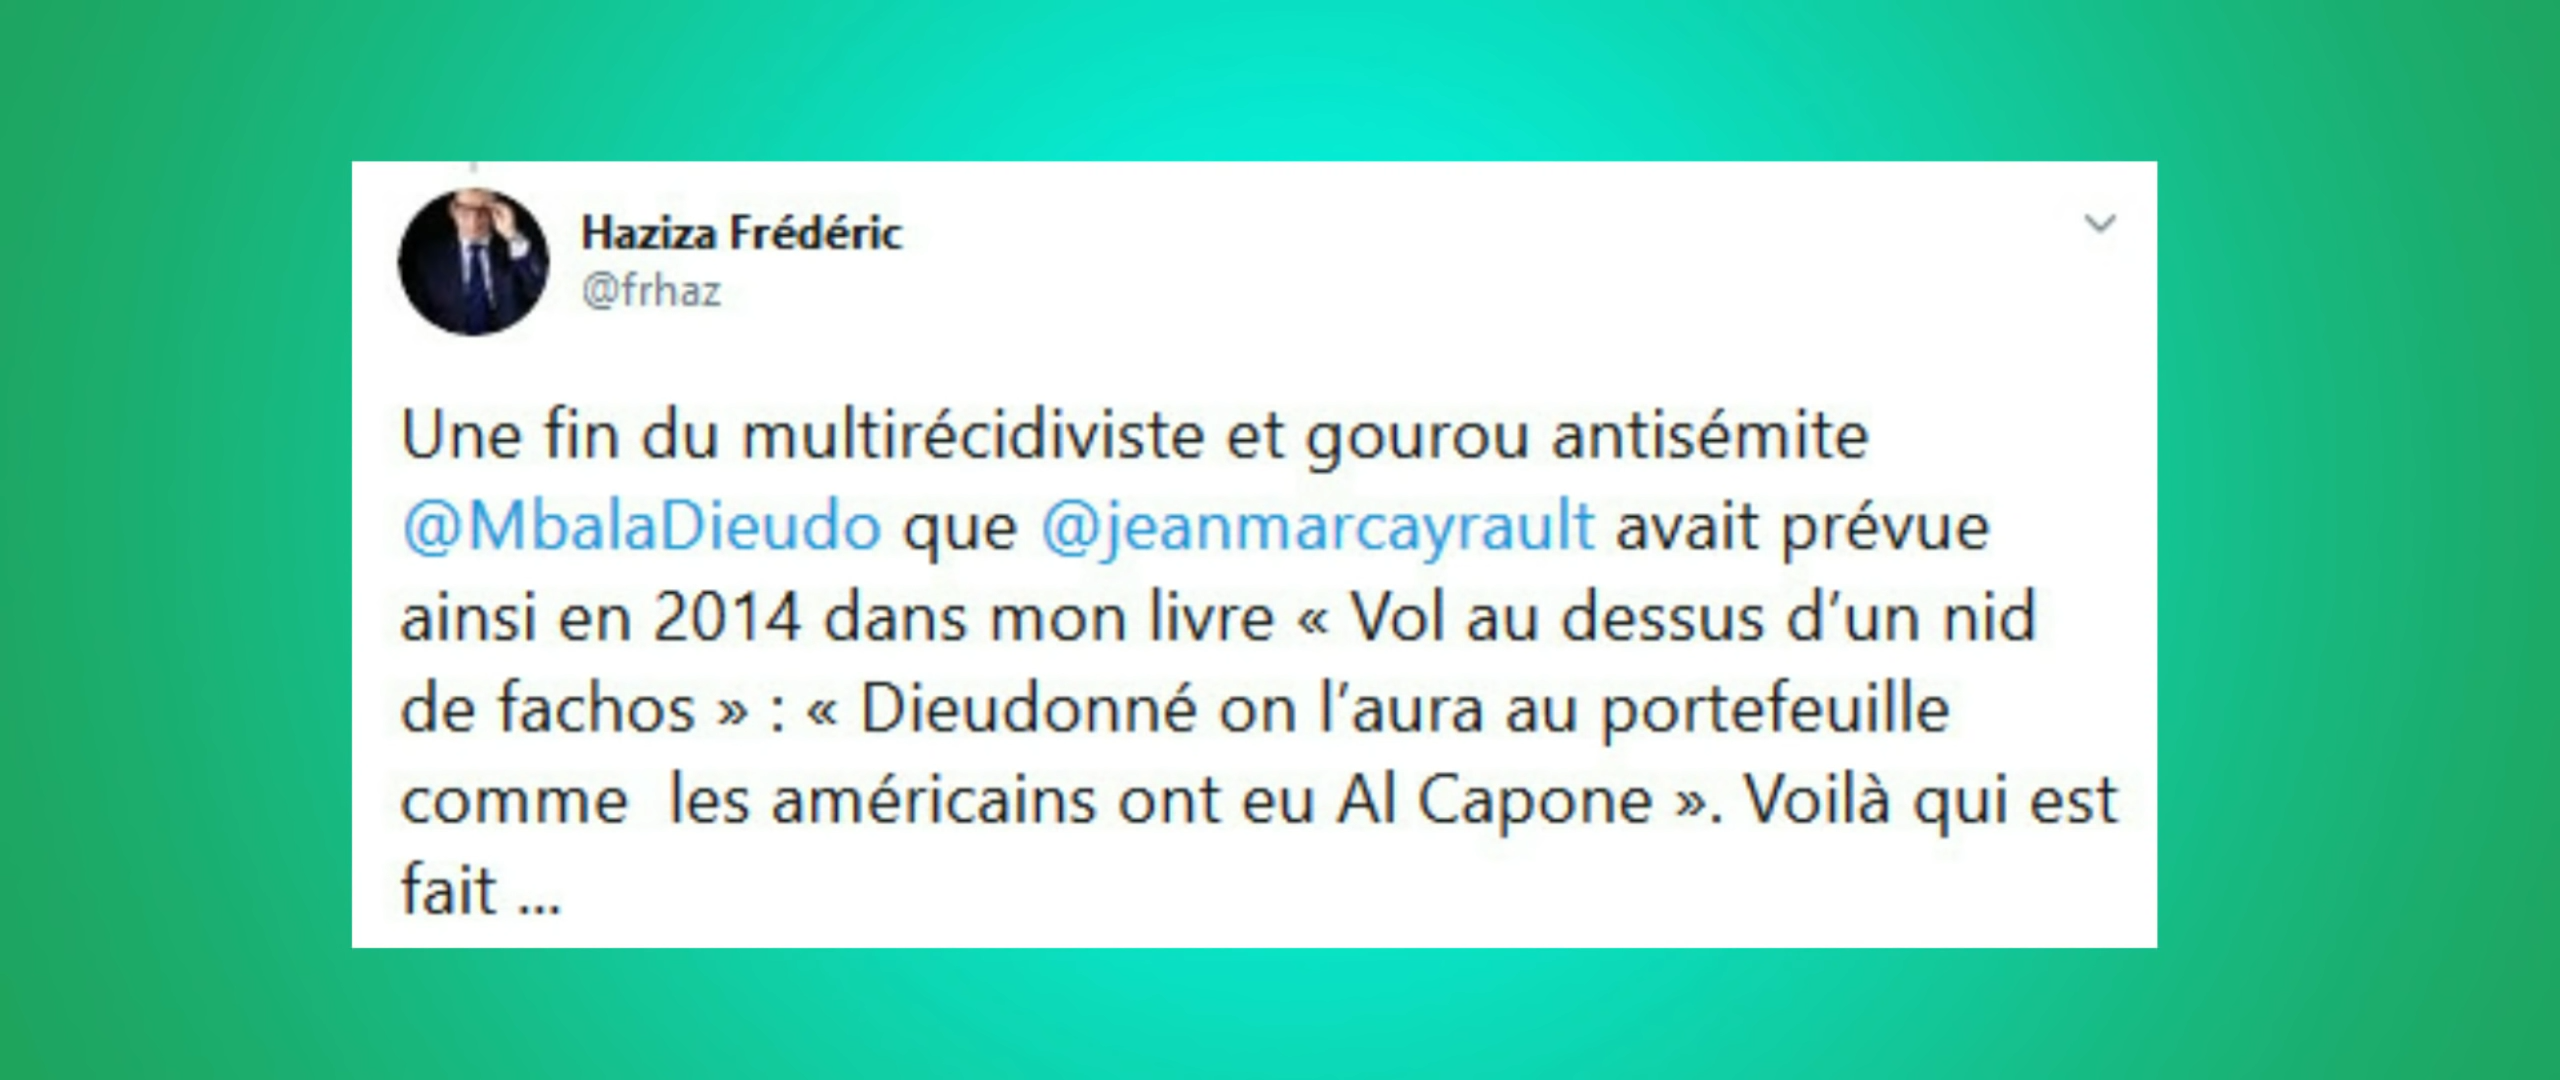 Haziza Frédéric
@frhaz
Une fin du multirécidiviste et gourou antisémite
@MbalaDieudo que @jeanmarcayrault avait prévue
ainsi en 2014 dans mon livre « Vol au dessus d’un nid
de fachos » : « Dieudonné on l’aura au portefeuille
comme  les américains ont eu Al Capone ». Voilà qui est
fait ...